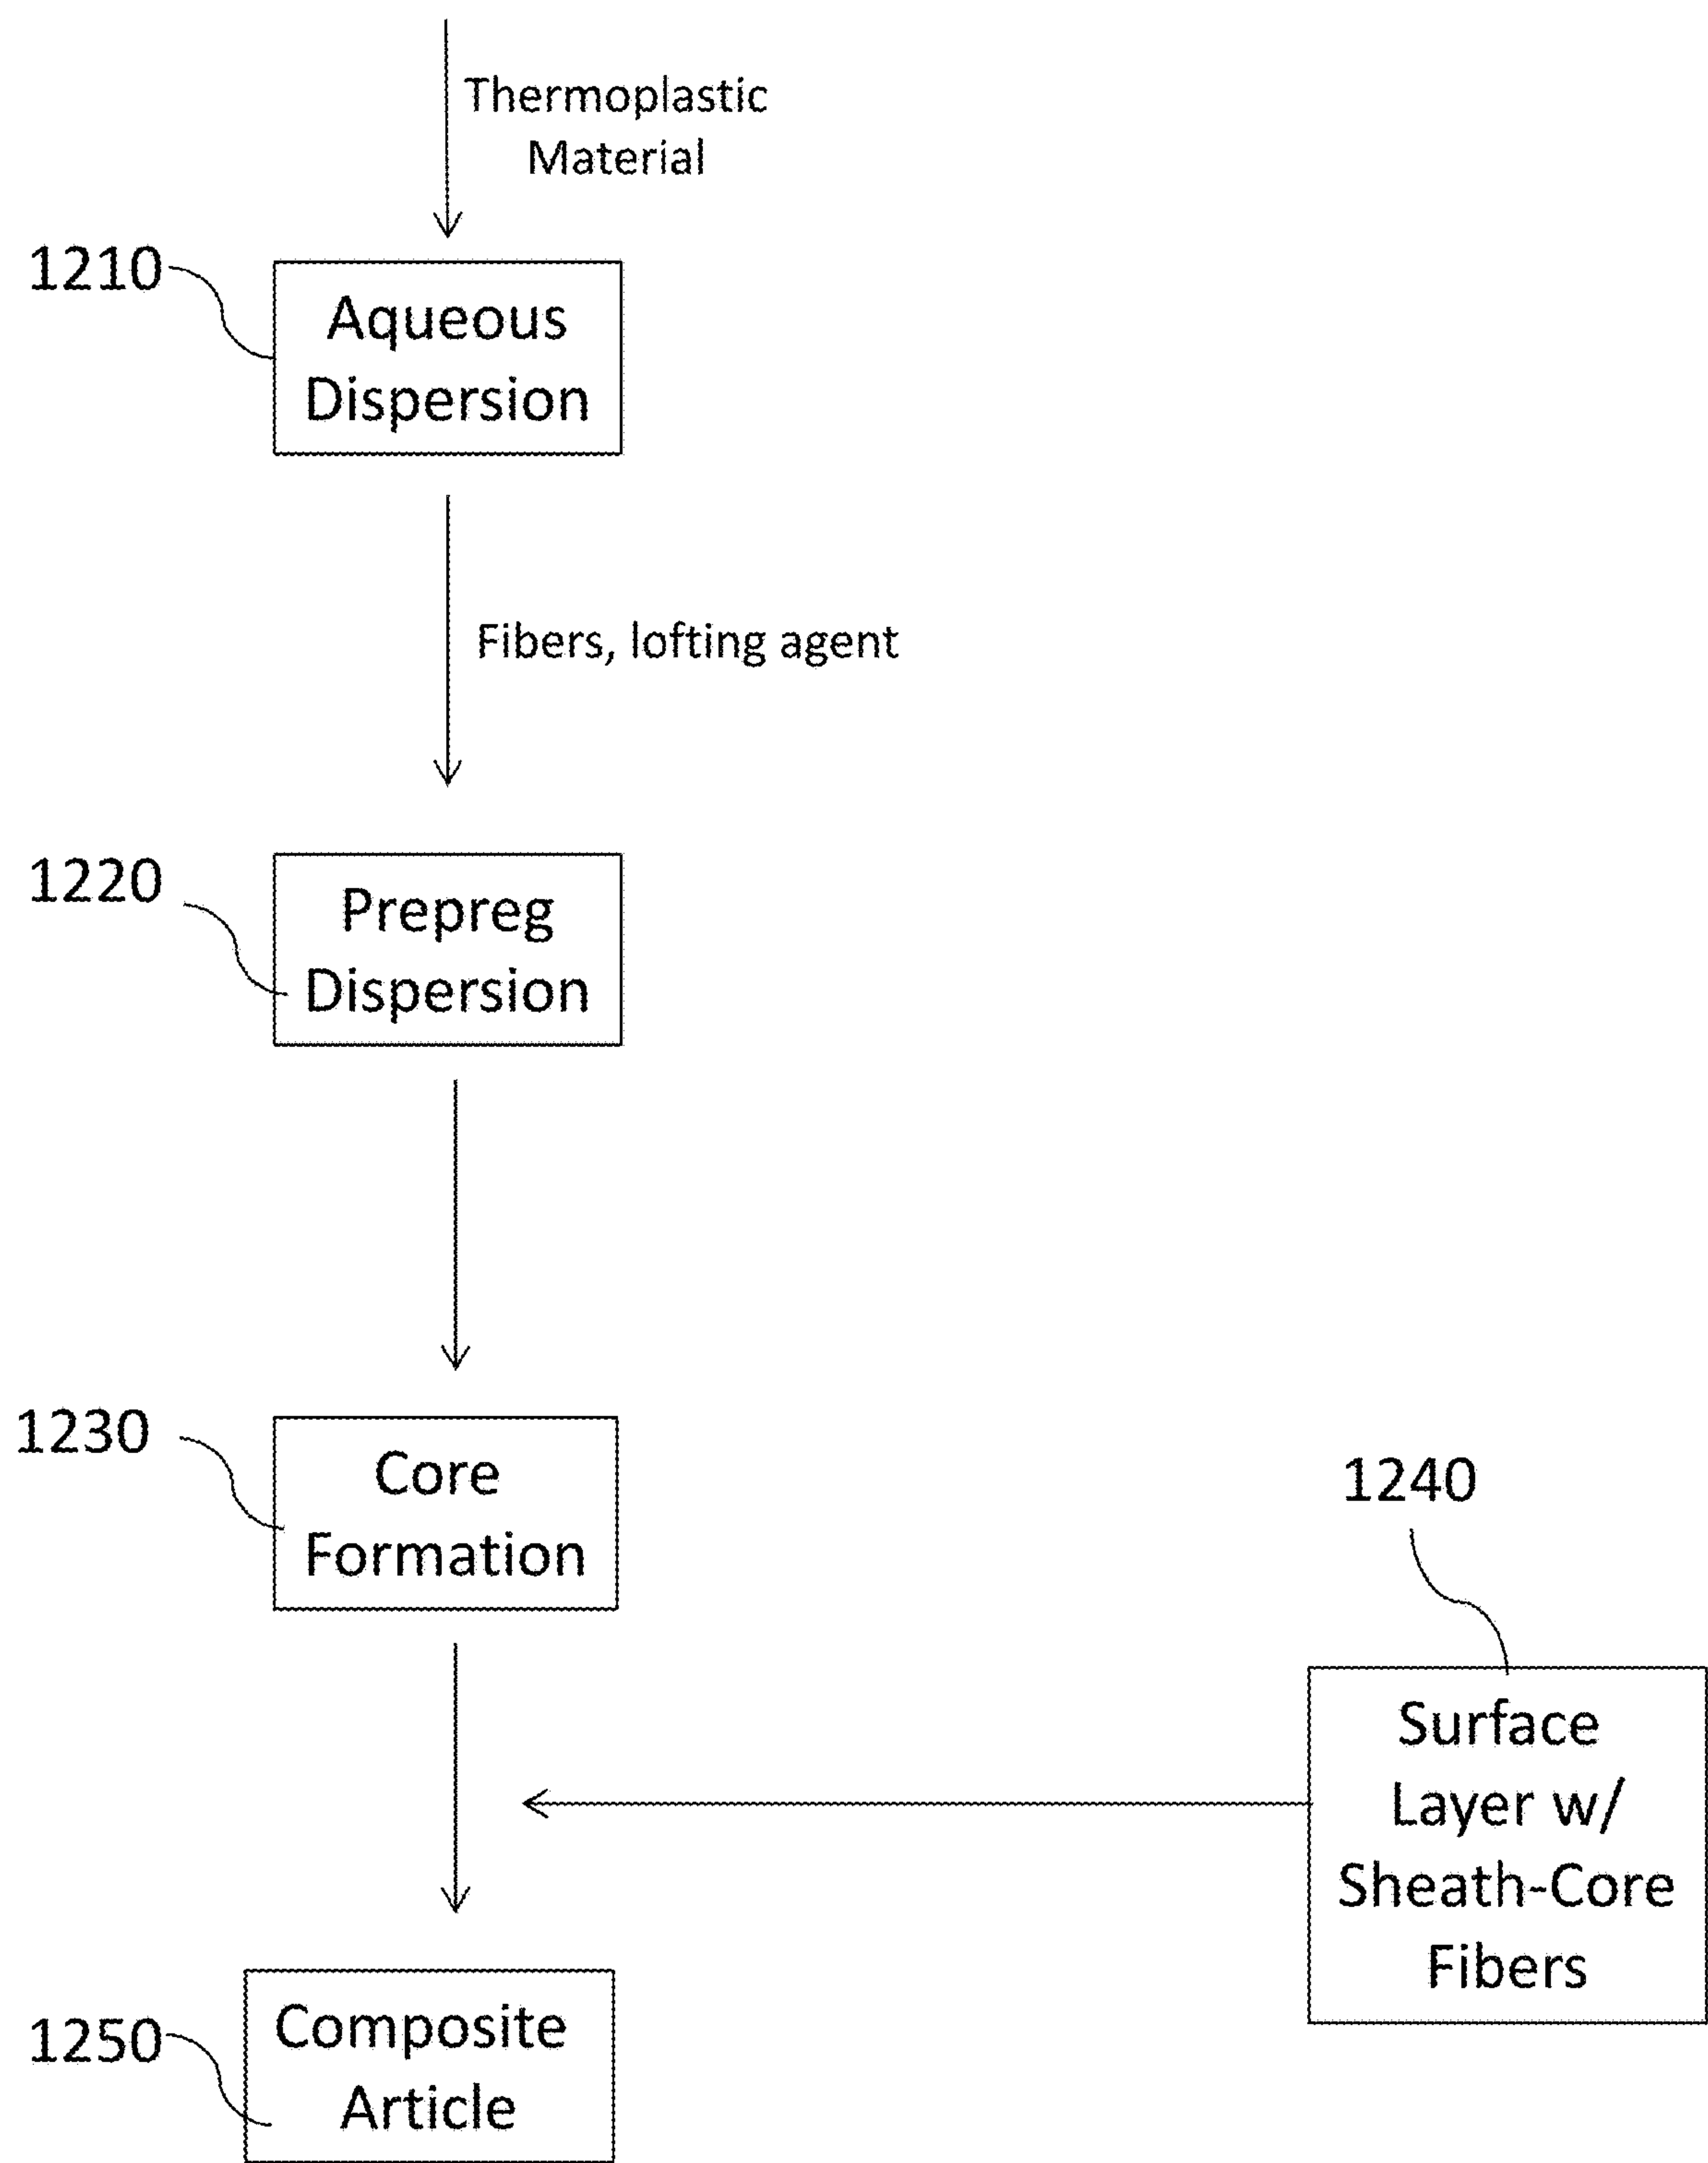 Thermoplastic
Material
1210
Aqueous
Dispersion
Fibers, lofting agent
1220
Prepreg
Dispersion
1230
Core
Formation
1240
Surface
Layer w/
Sheath-Core
Fibers
1250
Composite
Article